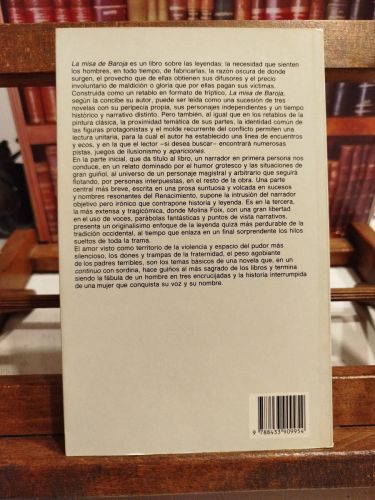 La misa de Baroja es un libro sobre las leyendas: la necesidad que sienten
los hombres, en todo tiempo, de fabricarlas, la razón oscura de donde
surgen, el provecho que de ellas obtienen sus difusores y el precio
involuntario de maldición o gloria que por ellas pagan sus víctimas.
Construida como un retablo en formato de tríptico, La misa de Baroja,
según la concibe su autor, puede ser leída como una sucesión de tres
novelas con su peripecia propia, sus personajes independientes y un tiempo
histórico y narrativo distinto. Pero también, al igual que en los retablos de la
pintura clásica, la proximidad temática de sus partes, la identidad común de
las figuras protagonistas y el molde recurrente del conflicto permiten una
lectura unitaria, para la cual el autor ha establecido una línea de encuentros
y ecos, y en la que el lector –si desea buscar– encontrará numerosas
pistas, juegos de ilusionismo y apariciones.
En la parte inicial, que da título al libro, un narrador en primera persona nos
conduce, en un relato dominado por el humor grotesco y las situaciones de
gran guiñol, al universo de un personaje magistral y arbitrario que seguirá
flotando, por personas interpuestas, en el resto de la obra. Una parte
central más breve, escrita en una prosa suntuosa y volcada en sucesos
y nombres resonantes del Renacimiento, supone la intrusión del narrador
objetivo pero irónico que contrapone historia y leyenda. Es en la tercera,
la más extensa y tragicómica, donde Molina Foix, con una gran libertad
en el uso de voces, parábolas fantásticas y puntos de vista narrativos,
presenta un originalísimo enfoque de la leyenda quizá más perdurable de la
tradición occidental, al tiempo que enlaza en un final sorprendente los hilos
sueltos de toda la trama.
El amor visto como territorio de la violencia y espacio del pudor más
silencioso, los dones y trampas de la fraternidad, el peso agobiante
de los padres terribles, son los temas básicos de una novela que, en un
continuo con sordina, hace guiños al más sagrado de los libros y termina
siendo la fábula de un hombre en tres encrucijadas y la historia interrumpida
de una mujer que conquista su voz y su nombre.
9 788433 909954